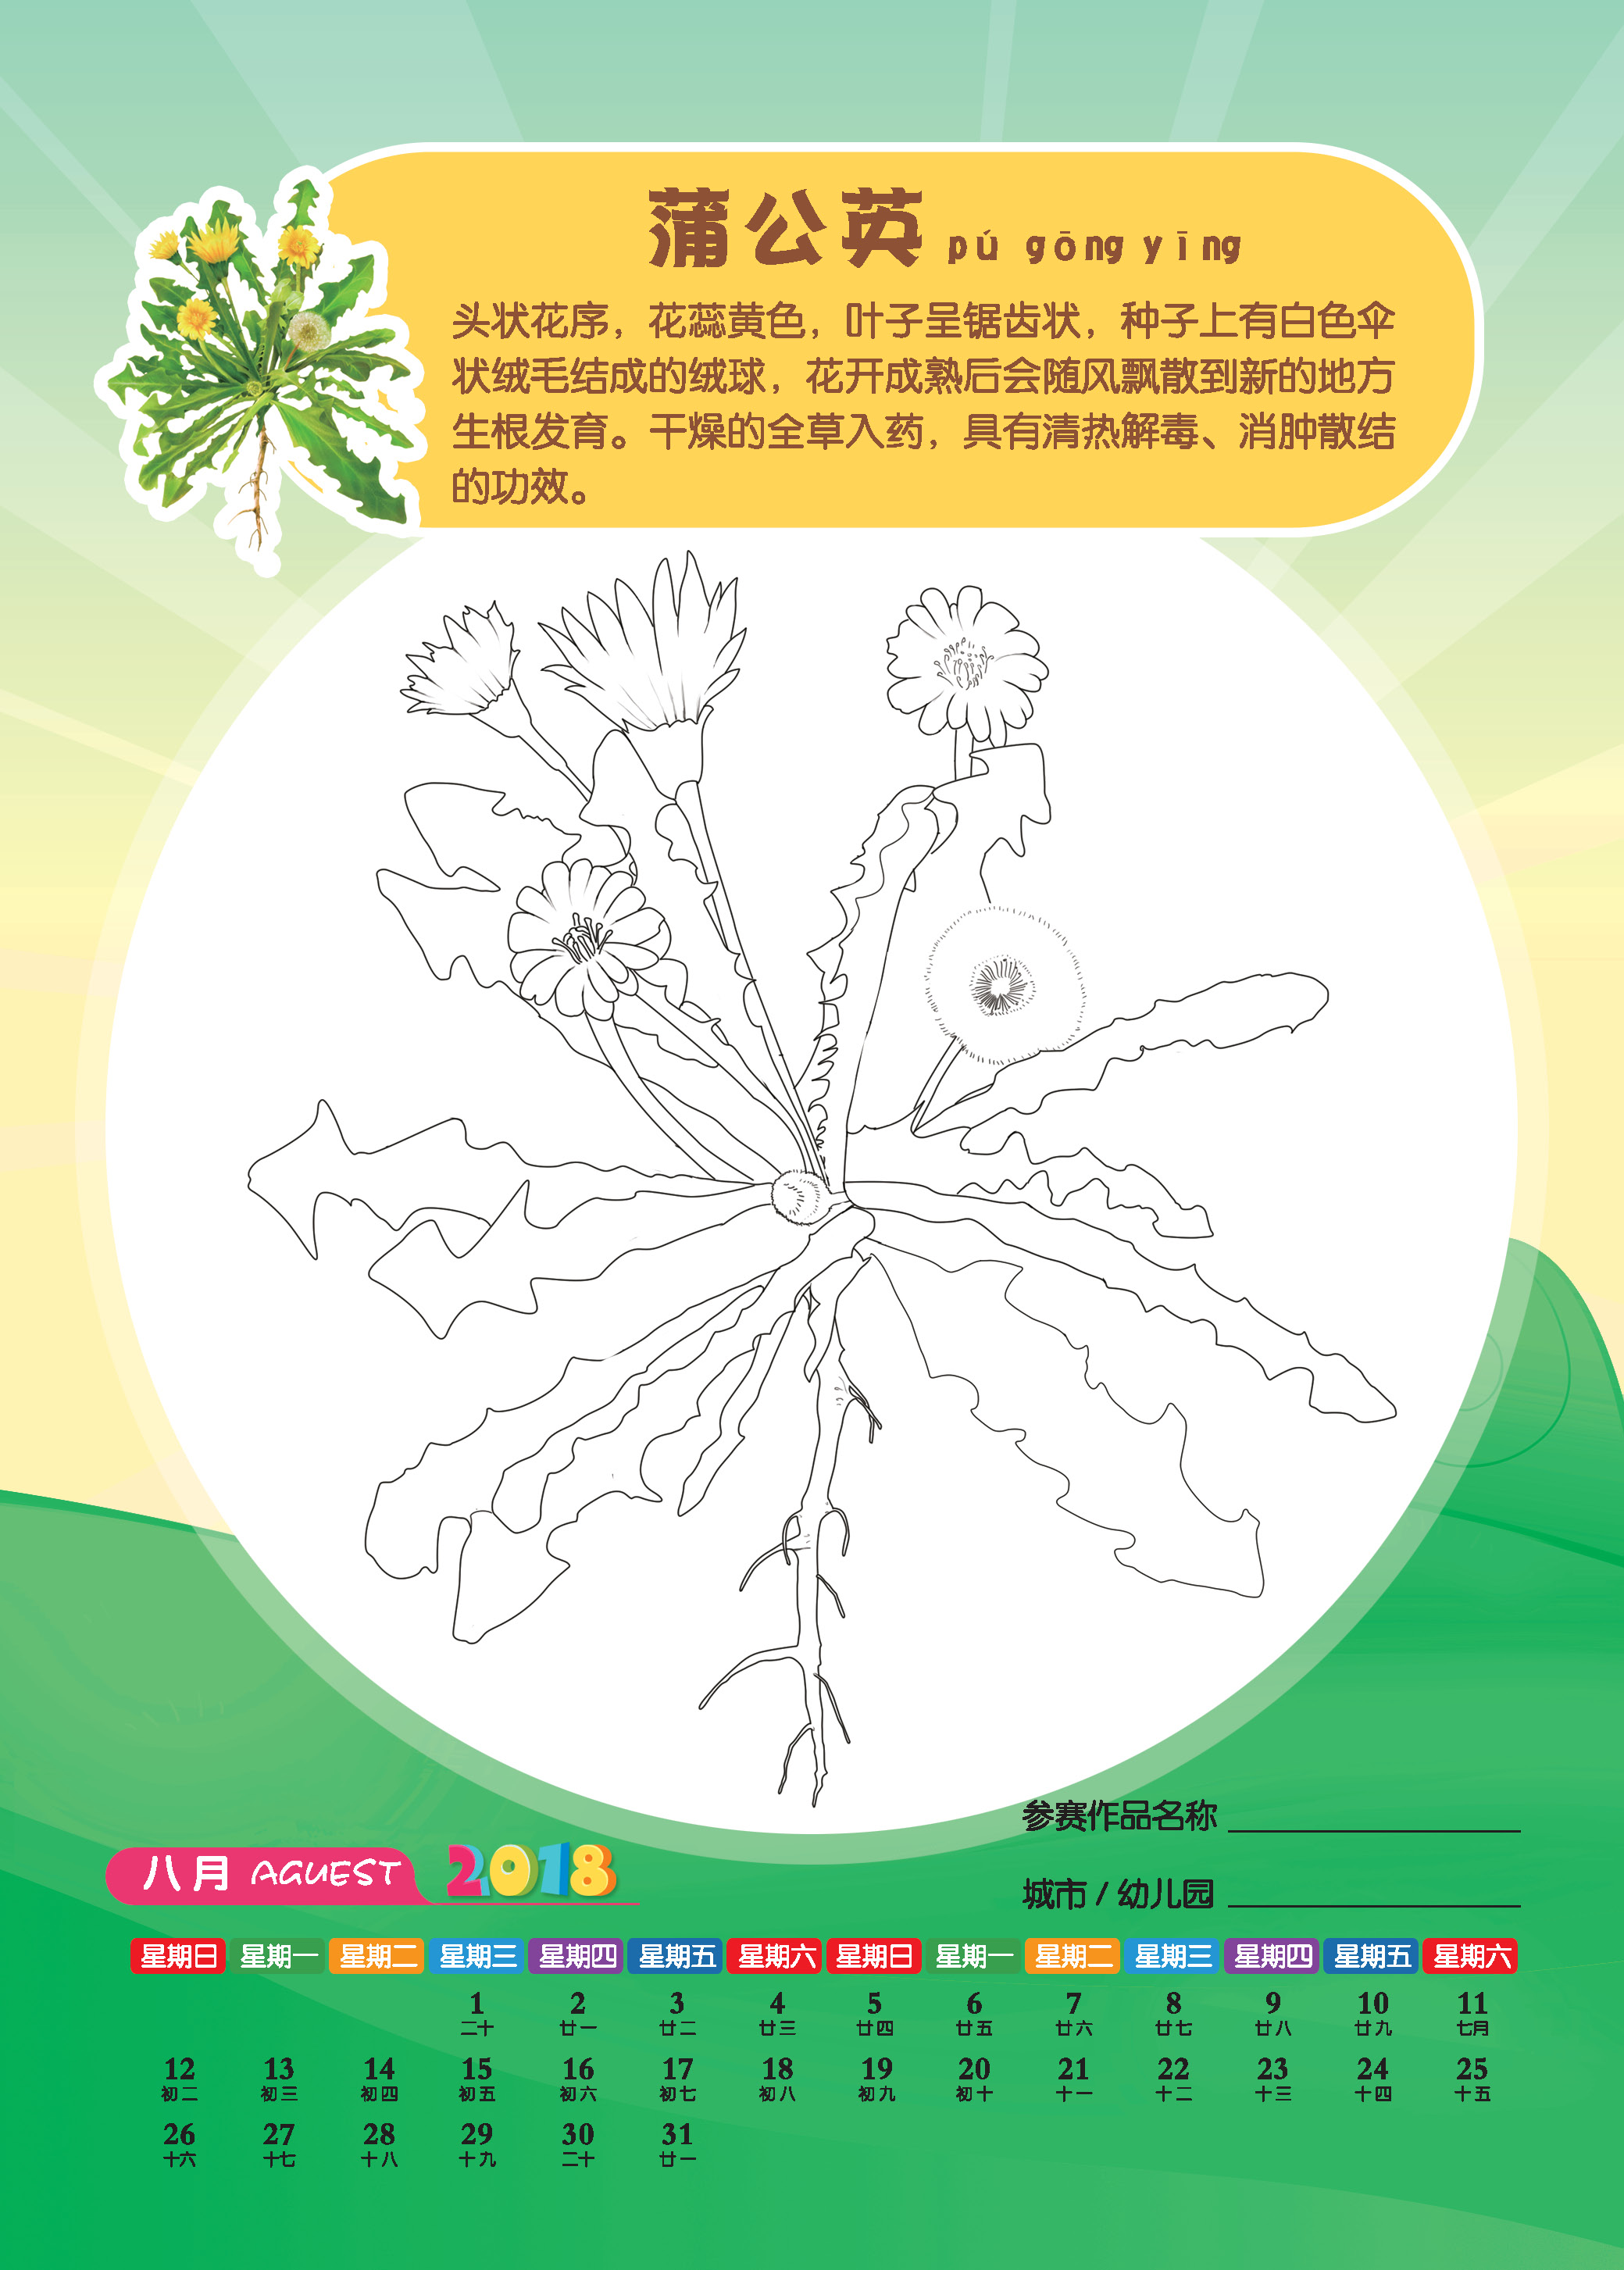 蒲公英 pú gōng yīng
头状花序，花蕊黄色，叶子呈锯齿状，种子上有白色伞
状绒毛结成的绒球，花开成熟后会随风飘散到新的地方
生根发育。干燥的全草入药，具有清热解毒、消肿散结
的功效。
参赛作品名称
城市 / 幼儿园
八月 AGUEST 2018
星期日 星期一 星期二 星期三 星期四 星期五 星期六 星期日 星期一 星期二 星期三 星期四 星期五 星期六
1 2 3 4 5 6 7 8 9 10 11
二十 廿一 廿二 廿三 廿四 廿五 廿六 廿七 廿八 廿九 七月
12 13 14 15 16 17 18 19 20 21 22 23 24 25
初二 初三 初四 初五 初六 初七 初八 初九 初十 十一 十二 十三 十四 十五
26 27 28 29 30 31
十六 十七 十八 十九 二十 廿一